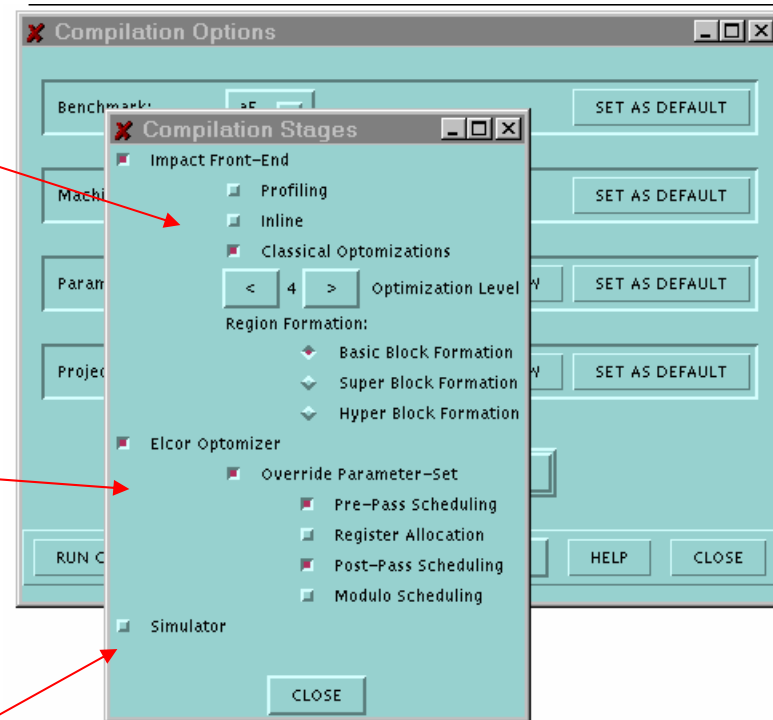 Compilation Options
Benchmark: aF SET AS DEFAULT
Compilation Stages
Impact Front-End
Profiling
Inline
SET AS DEFAULT
Classical Optomizations
< 4 > Optimization Level
SET AS DEFAULT
Region Formation:
Basic Block Formation
Super Block Formation
SET AS DEFAULT
Hyper Block Formation
Elcor Optomizer
Override Parameter-Set
Pre-Pass Scheduling
Register Allocation
Post-Pass Scheduling
RUN HELP CLOSE
Modulo Scheduling
Simulator
CLOSE